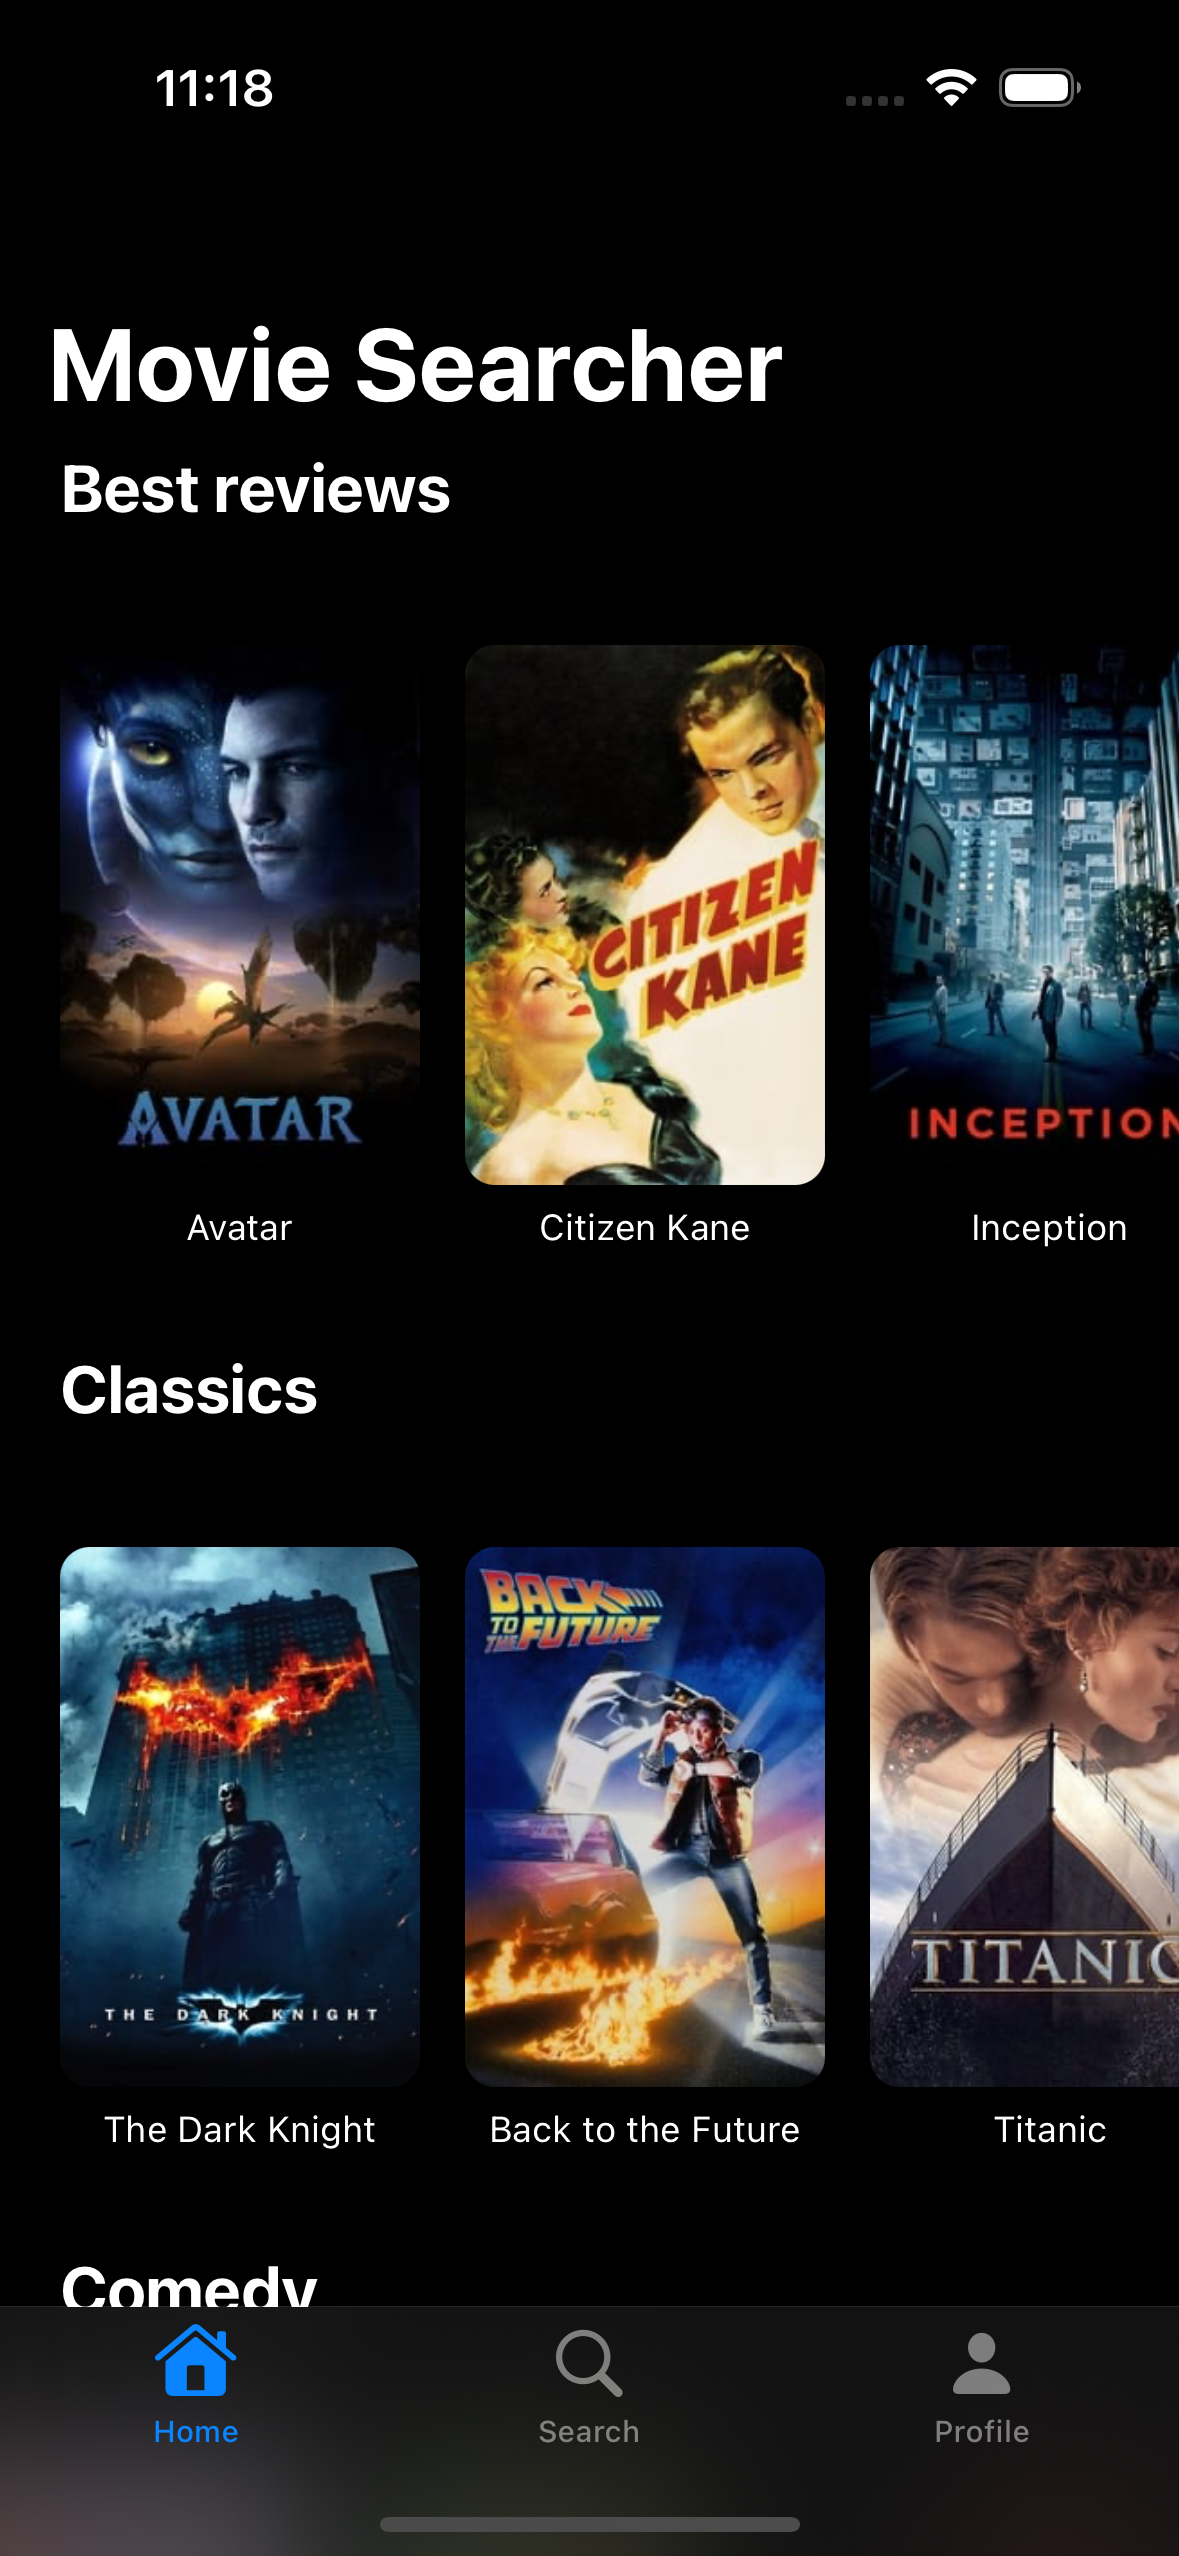 11:18
Movie Searcher
Best reviews
AVATAR
CITIZEN
KANE
INCEPTION
Avatar
Citizen Kane
Inception
Classics
BACK
TO THE FUTURE
THE DARK KNIGHT
TITANIC
The Dark Knight
Back to the Future
Titanic
Comedy
Home
Search
Profile